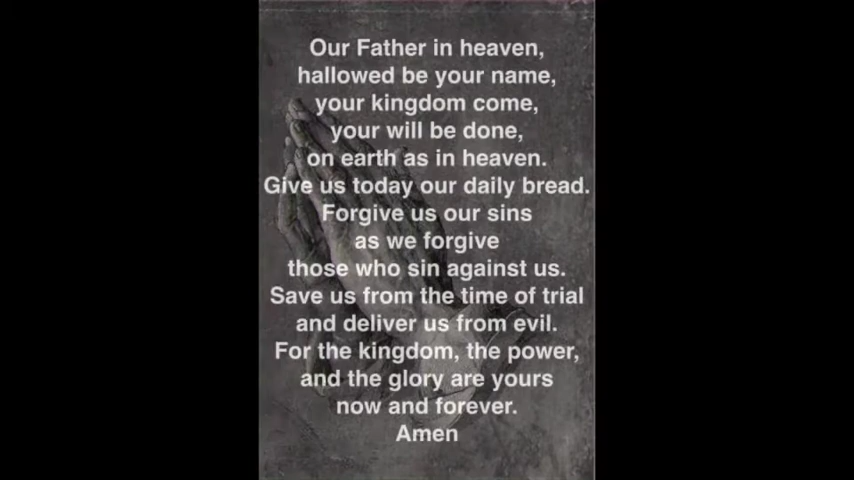 Our Father in heaven,
hallowed be your name,
your kingdom come,
your will be done,
on earth as in heaven.
Give us today our daily bread.
Forgive us our sins
as we forgive
those who sin against us.
Save us from the time of trial
and deliver us from evil.
For the kingdom, the power,
and the glory are yours
now and forever.
Amen